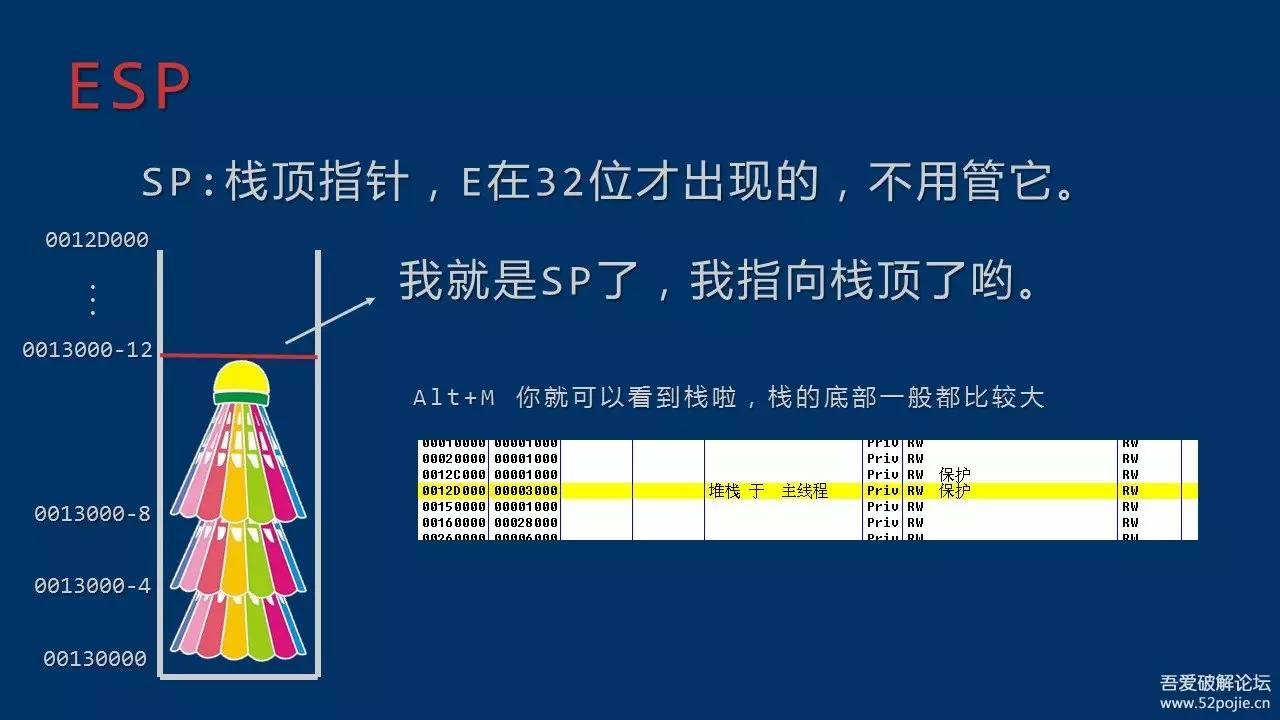 ESP
SP:栈顶指针，E在32位才出现的，不用管它。
0012D000
我就是SP了，我指向栈顶了哟。
0013000-12
Alt+M 你就可以看到栈啦，栈的底部一般都比较大
00010000 00001000 Priv RW RW
00020000 00001000 Priv RW RW
0012C000 00001000 Priv RW 保护 RW
0012D000 00003000 堆栈 于 主线程 Priv RW 保护 RW
00150000 00001000 Priv RW RW
00160000 00028000 Priv RW RW
00260000 00006000 Priv RW RW
0013000-8
0013000-4
00130000
吾爱破解论坛
www.52pojie.cn